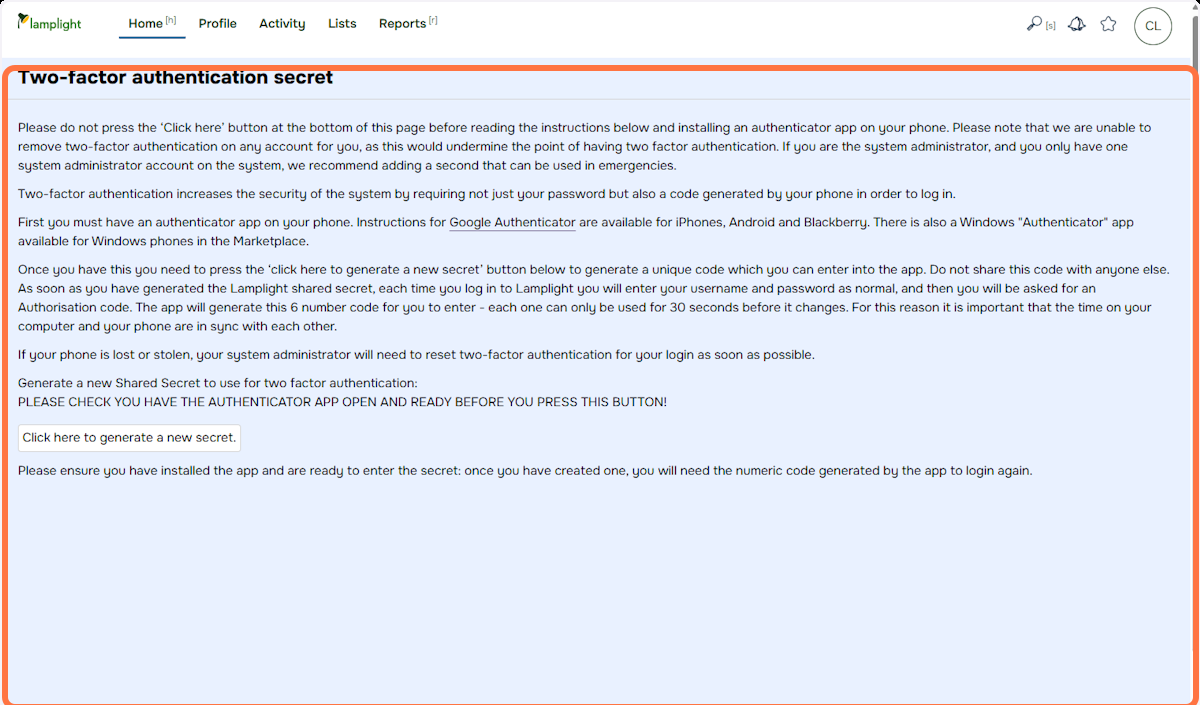 lamplight
Home [h] Profile Activity Lists Reports [r] [s] CL
Two-factor authentication secret
Please do not press the ‘Click here’ button at the bottom of this page before reading the instructions below and installing an authenticator app on your phone. Please note that we are unable to
remove two-factor authentication on any account for you, as this would undermine the point of having two factor authentication. If you are the system administrator, and you only have one
system administrator account on the system, we recommend adding a second that can be used in emergencies.
Two-factor authentication increases the security of the system by requiring not just your password but also a code generated by your phone in order to log in.
First you must have an authenticator app on your phone. Instructions for Google Authenticator are available for iPhones, Android and Blackberry. There is also a Windows "Authenticator" app
available for Windows phones in the Marketplace.
Once you have this you need to press the ‘click here to generate a new secret’ button below to generate a unique code which you can enter into the app. Do not share this code with anyone else.
As soon as you have generated the Lamplight shared secret, each time you log in to Lamplight you will enter your username and password as normal, and then you will be asked for an
Authorisation code. The app will generate this 6 number code for you to enter - each one can only be used for 30 seconds before it changes. For this reason it is important that the time on your
computer and your phone are in sync with each other.
If your phone is lost or stolen, your system administrator will need to reset two-factor authentication for your login as soon as possible.
Generate a new Shared Secret to use for two factor authentication:
PLEASE CHECK YOU HAVE THE AUTHENTICATOR APP OPEN AND READY BEFORE YOU PRESS THIS BUTTON!
Click here to generate a new secret.
Please ensure you have installed the app and are ready to enter the secret: once you have created one, you will need the numeric code generated by the app to login again.